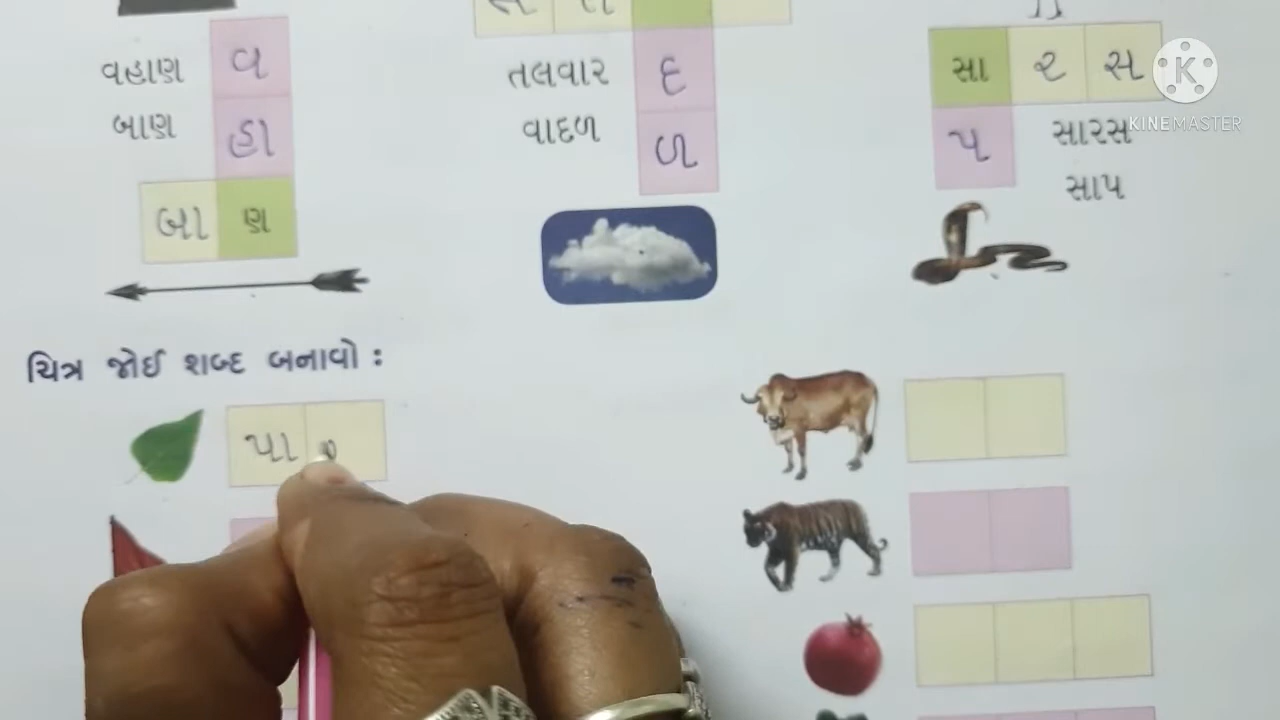 વહાણ
બાણ
વ
હા
બા ણ
તલવાર
વાદળ
દ
ળ
સા ર સ
પ
સારસ
સાપ
K
KINEMASTER
ચિત્ર જોઈ શબ્દ બનાવો :
પા